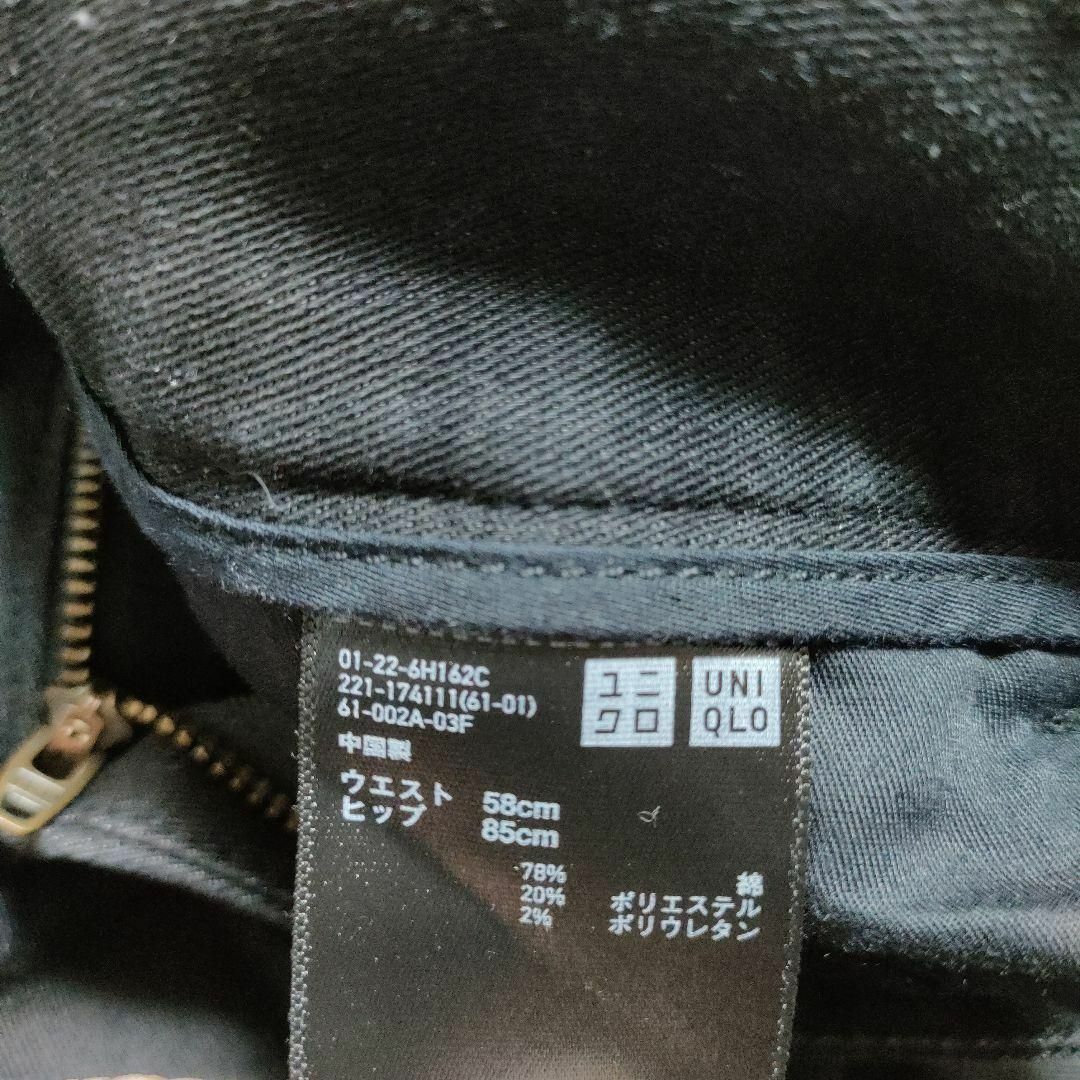 01-22-6H162C
221-174111(61-01)
61-002A-03F
中国製
ユニ
クロ
UNI
QLO
ウエスト 58cm
ヒップ 85cm
78% 綿
20% ポリエステル
2% ポリウレタン